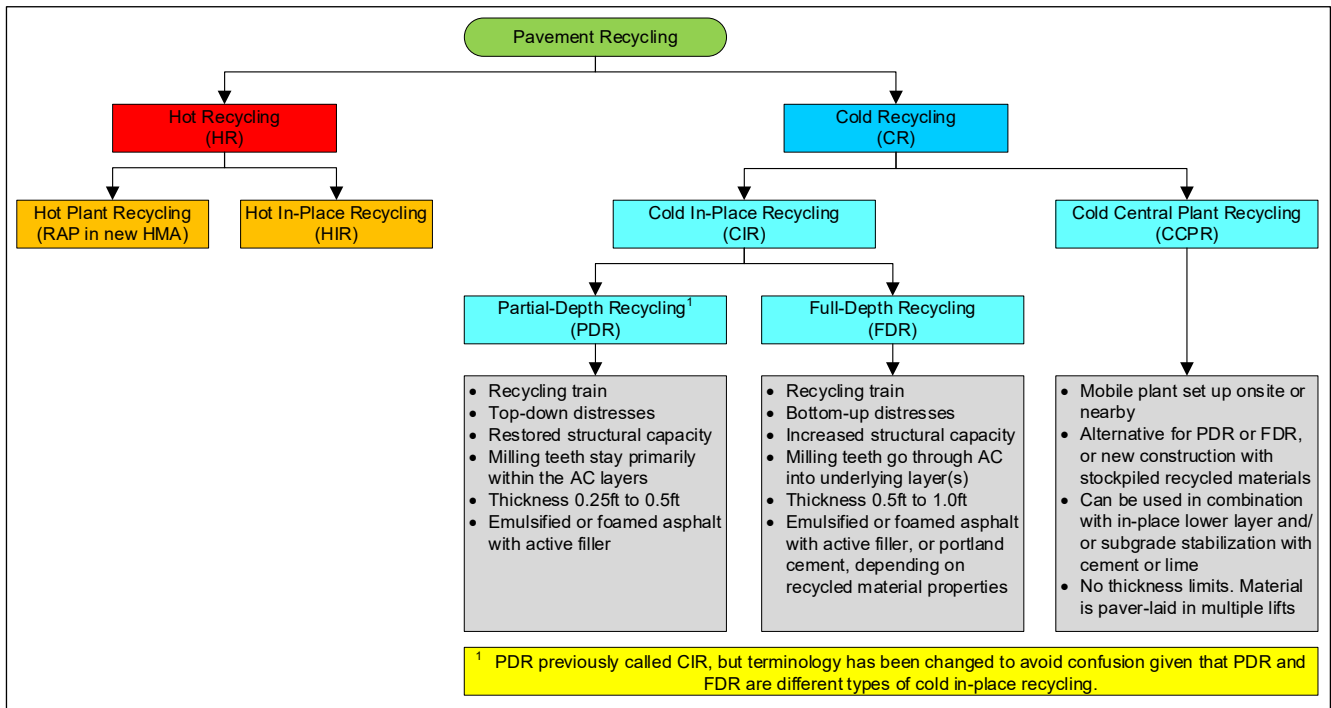 Pavement Recycling
Hot Recycling
(HR)
Cold Recycling
(CR)
Hot Plant Recycling
(RAP in new HMA)
Hot In-Place Recycling
(HIR)
Cold In-Place Recycling
(CIR)
Cold Central Plant Recycling
(CCPR)
Partial-Depth Recycling¹
(PDR)
Full-Depth Recycling
(FDR)
• Recycling train
• Top-down distresses
• Restored structural capacity
• Milling teeth stay primarily
within the AC layers
• Thickness 0.25ft to 0.5ft
• Emulsified or foamed asphalt
with active filler
• Recycling train
• Bottom-up distresses
• Increased structural capacity
• Milling teeth go through AC
into underlying layer(s)
• Thickness 0.5ft to 1.0ft
• Emulsified or foamed asphalt
with active filler, or portland
cement, depending on
recycled material properties
• Mobile plant set up onsite or
nearby
• Alternative for PDR or FDR,
or new construction with
stockpiled recycled materials
• Can be used in combination
with in-place lower layer and/
or subgrade stabilization with
cement or lime
• No thickness limits. Material
is paver-laid in multiple lifts
¹ PDR previously called CIR, but terminology has been changed to avoid confusion given that PDR and
FDR are different types of cold in-place recycling.